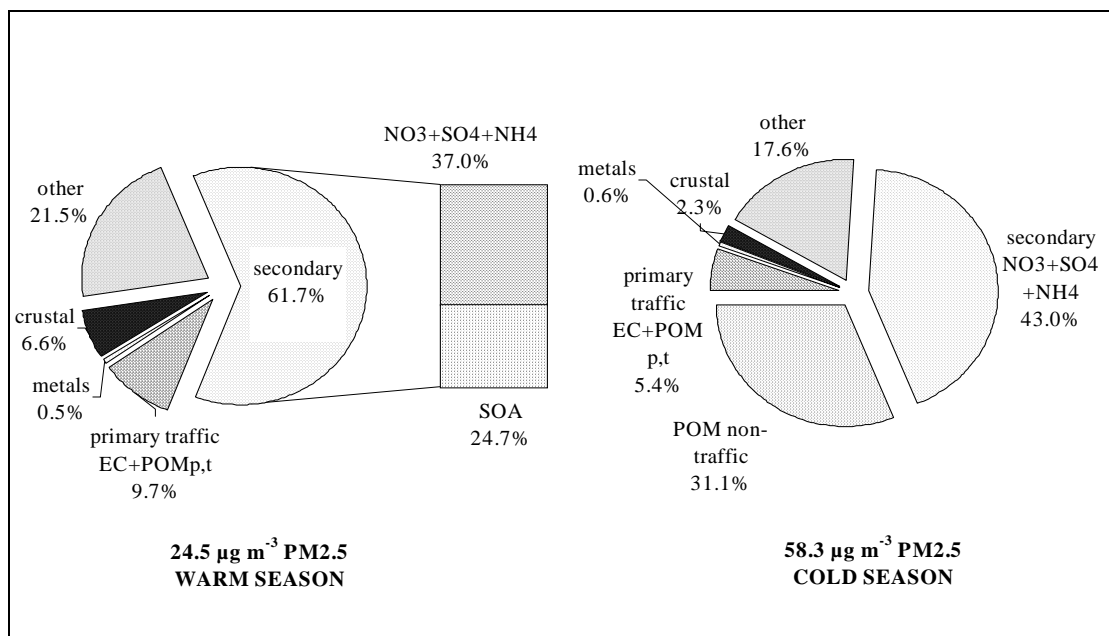 NO3+SO4+NH4
37.0%
other
21.5%
secondary
61.7%
crustal
6.6%
metals
0.5%
primary traffic
EC+POMp,t
9.7%
SOA
24.7%
24.5 µg m-3 PM2.5
WARM SEASON
other
17.6%
metals
0.6%
crustal
2.3%
secondary
NO3+SO4
+NH4
43.0%
primary
traffic
EC+POM
p,t
5.4%
POM non-
traffic
31.1%
58.3 µg m-3 PM2.5
COLD SEASON